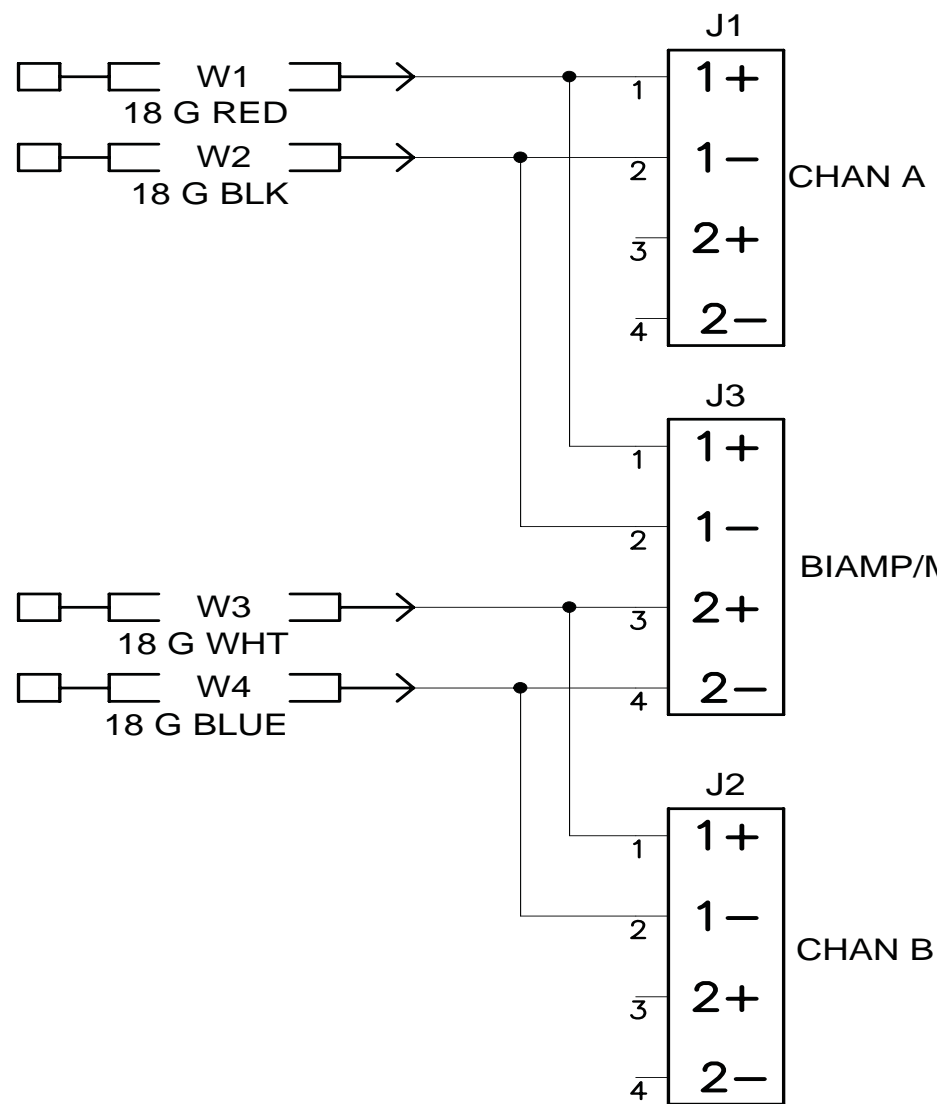 J1
W1
18 G RED
1 1+
W2
18 G BLK
2 1-
CHAN A
3 2+
4 2-
J3
1 1+
2 1-
BIAMP/M
W3
18 G WHT
3 2+
W4
18 G BLUE
4 2-
J2
1 1+
2 1-
CHAN B
3 2+
4 2-